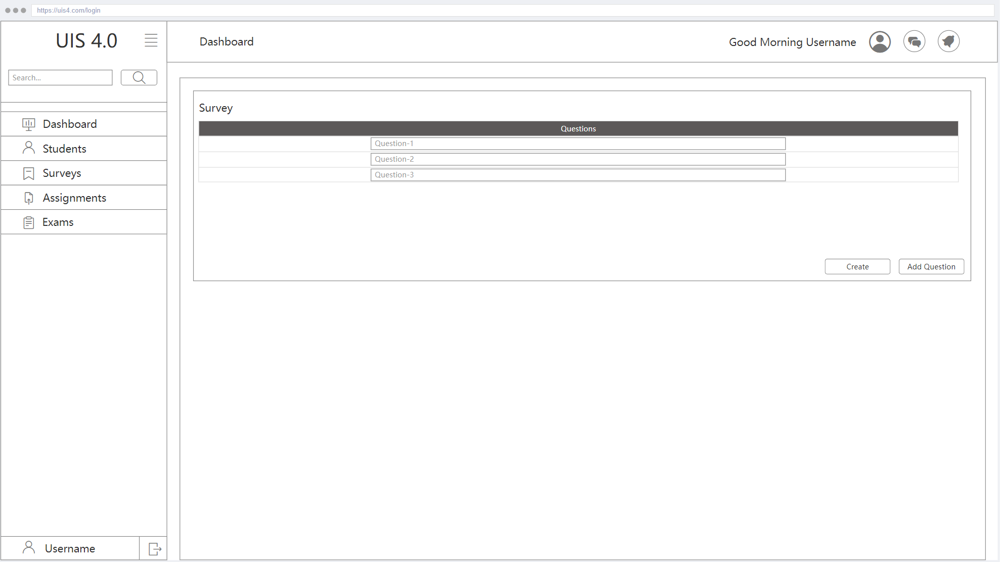 https://uis4.com/login
UIS 4.0
Dashboard
Good Morning Username
Search...
Dashboard
Students
Surveys
Assignments
Exams
Survey
Questions
Question-1
Question-2
Question-3
Create
Add Question
Username